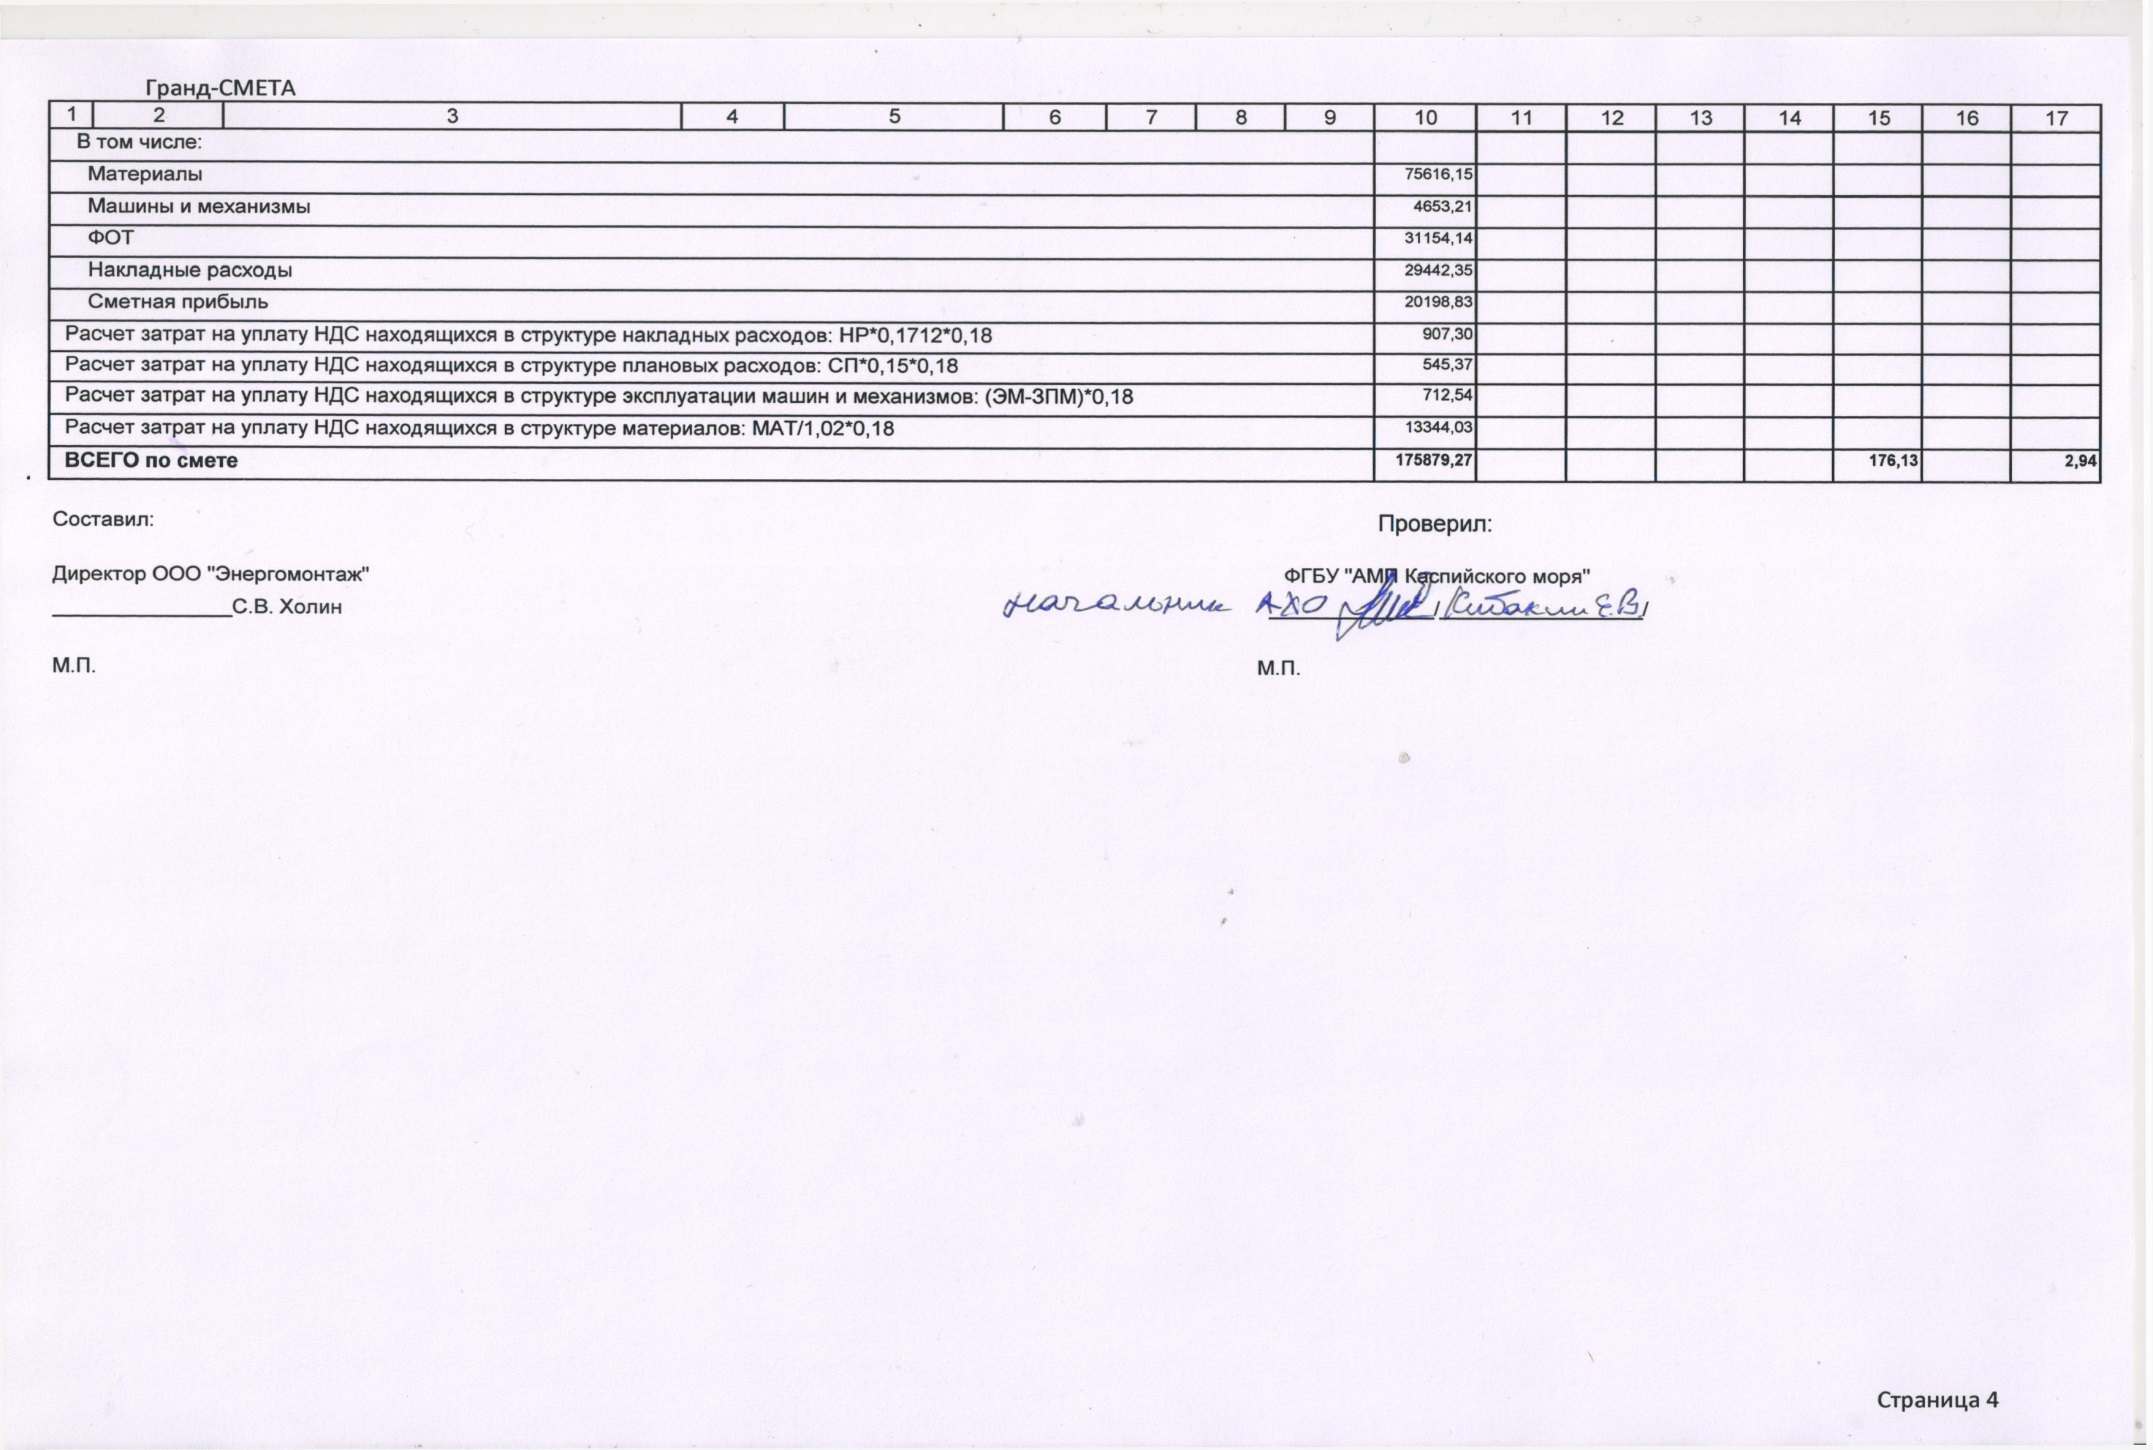 Гранд-СМЕТА
1 2 3 4 5 6 7 8 9 10 11 12 13 14 15 16 17
В том числе:
Материалы 75616,15
Машины и механизмы 4653,21
ФОТ 31154,14
Накладные расходы 29442,35
Сметная прибыль 20198,83
Расчет затрат на уплату НДС находящихся в структуре накладных расходов: НР*0,1712*0,18 907,30
Расчет затрат на уплату НДС находящихся в структуре плановых расходов: СП*0,15*0,18 545,37
Расчет затрат на уплату НДС находящихся в структуре эксплуатации машин и механизмов: (ЭМ-ЗПМ)*0,18 712,54
Расчет затрат на уплату НДС находящихся в структуре материалов: МАТ/1,02*0,18 13344,03
ВСЕГО по смете 175879,27 176,13 2,94
Составил: Проверил:
Директор ООО "Энергомонтаж" ФГБУ "АМП Каспийского моря"
С.В. Холин начальник АХО Кибакин Е.В.
М.П. М.П.
Страница 4